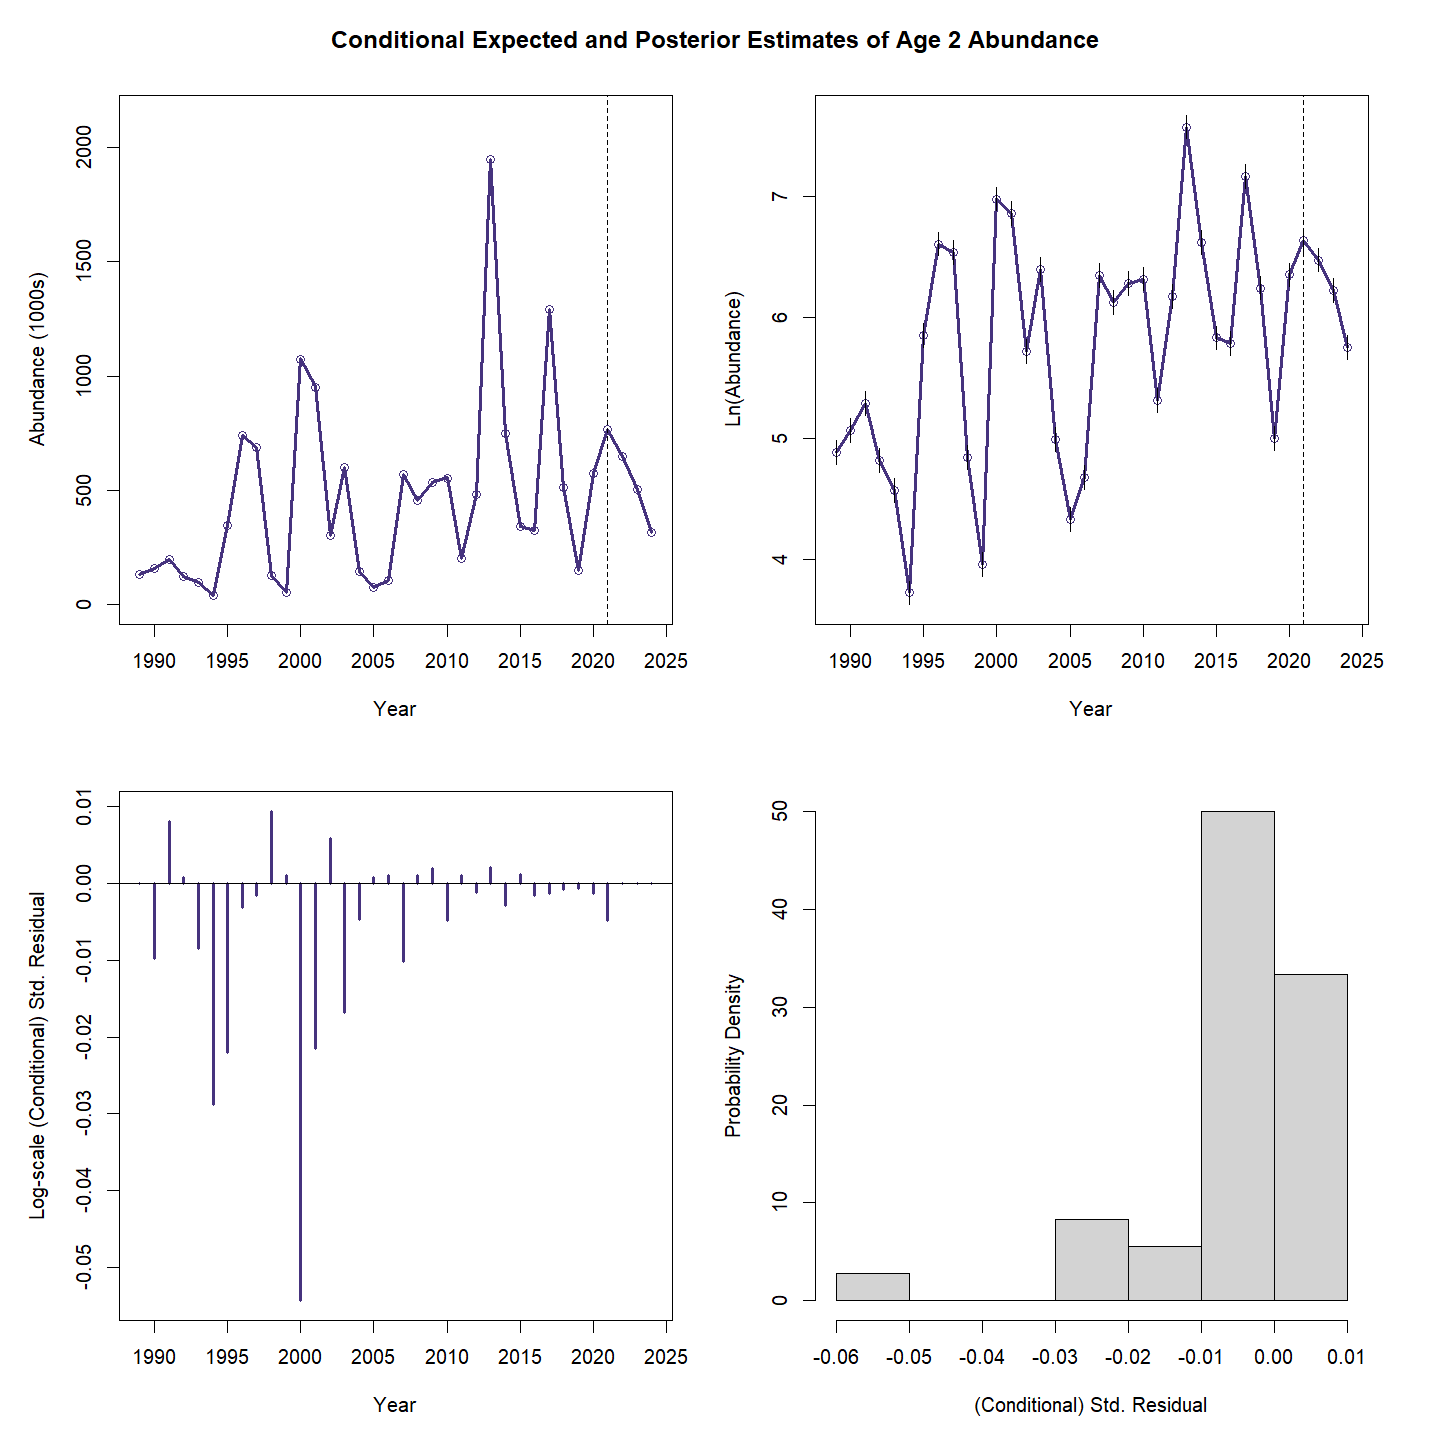 Conditional Expected and Posterior Estimates of Age 2 Abundance
Abundance (1000s)
2000
1500
1000
500
0
1990 1995 2000 2005 2010 2015 2020 2025
Year
Ln(Abundance)
7
6
5
4
1990 1995 2000 2005 2010 2015 2020 2025
Year
Log-scale (Conditional) Std. Residual
0.01
0.00
-0.01
-0.02
-0.03
-0.04
-0.05
1990 1995 2000 2005 2010 2015 2020 2025
Year
Probability Density
50
40
30
20
10
0
-0.06 -0.05 -0.04 -0.03 -0.02 -0.01 0.00 0.01
(Conditional) Std. Residual